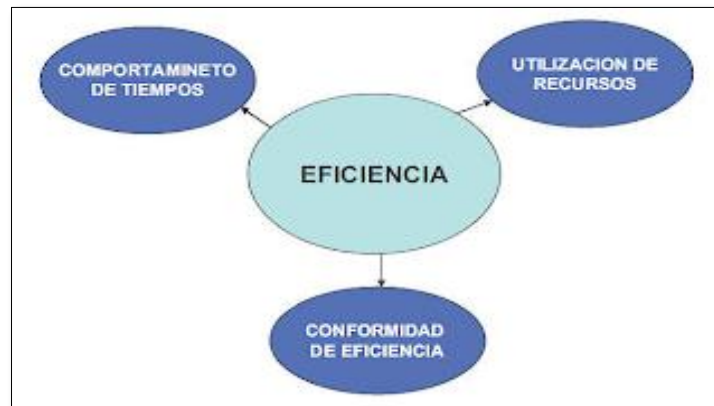 COMPORTAMINETO
DE TIEMPOS
UTILIZACION DE
RECURSOS
EFICIENCIA
CONFORMIDAD
DE EFICIENCIA